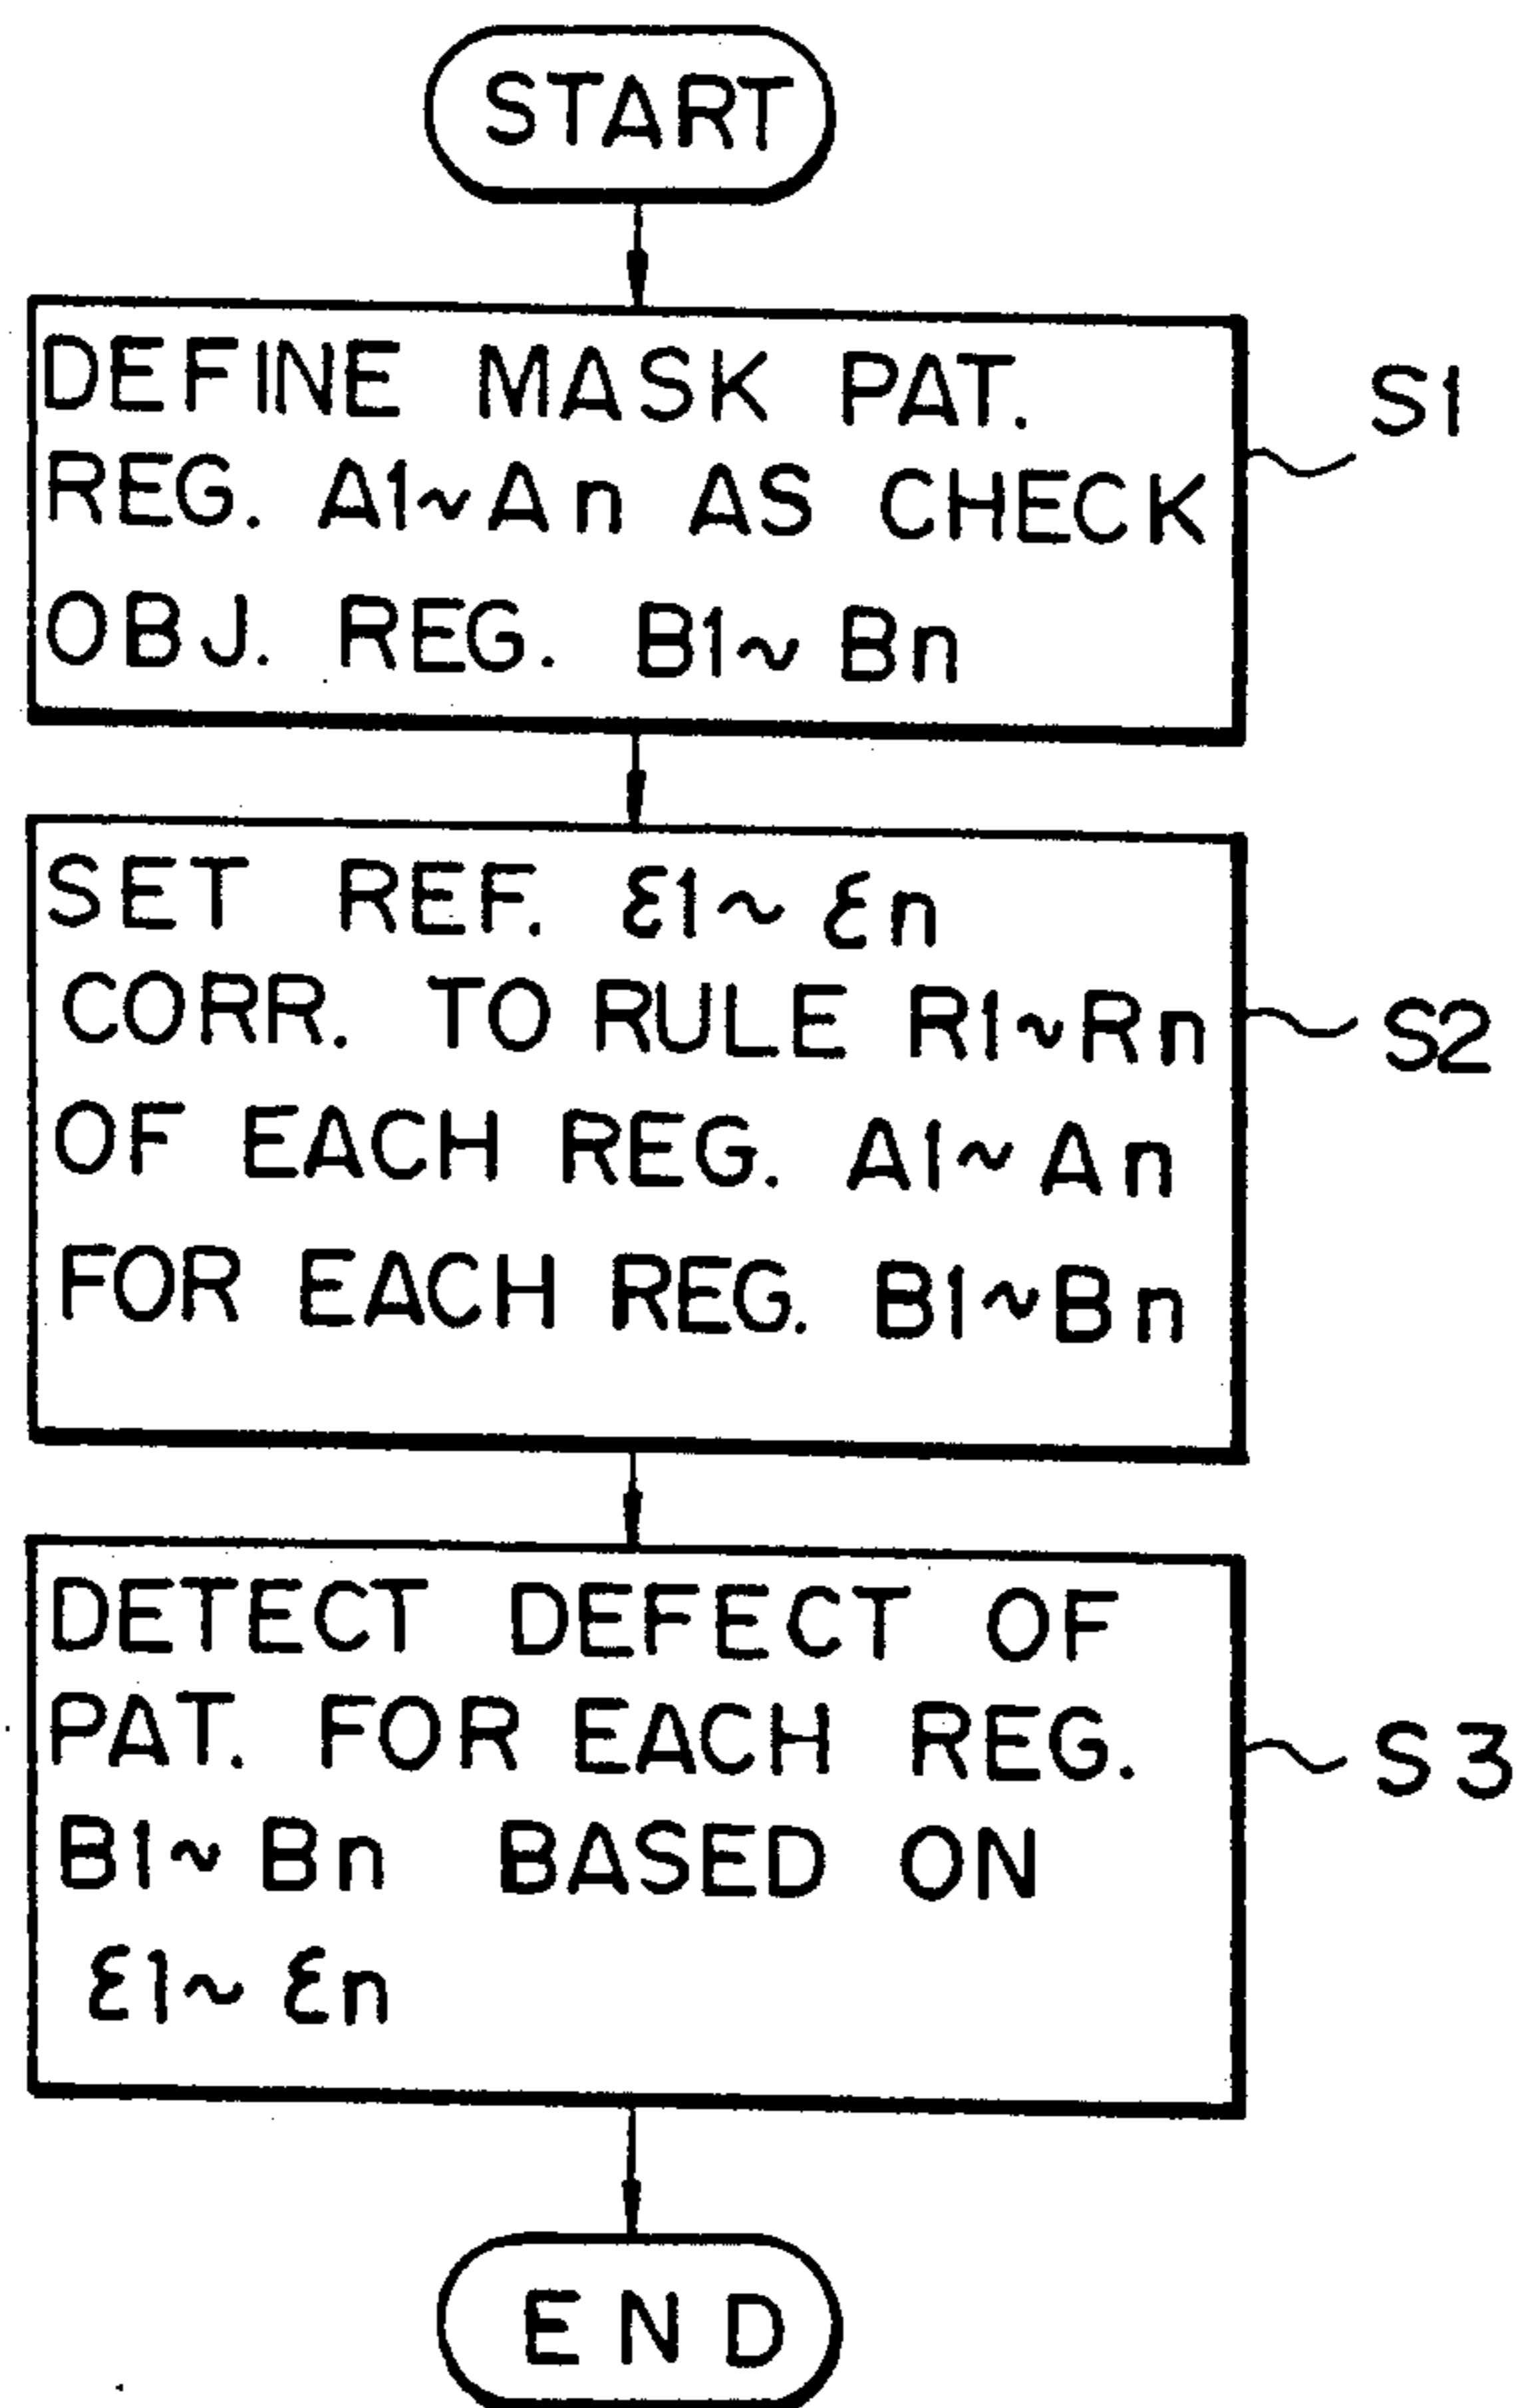 START
DEFINE MASK PAT.
REG. A1~An AS CHECK
OBJ. REG. B1~Bn
S1
SET REF. ε1~εn
CORR. TO RULE R1~Rn
OF EACH REG. A1~An
FOR EACH REG. B1~Bn
S2
DETECT DEFECT OF
PAT. FOR EACH REG.
B1~Bn BASED ON
ε1~εn
S3
END